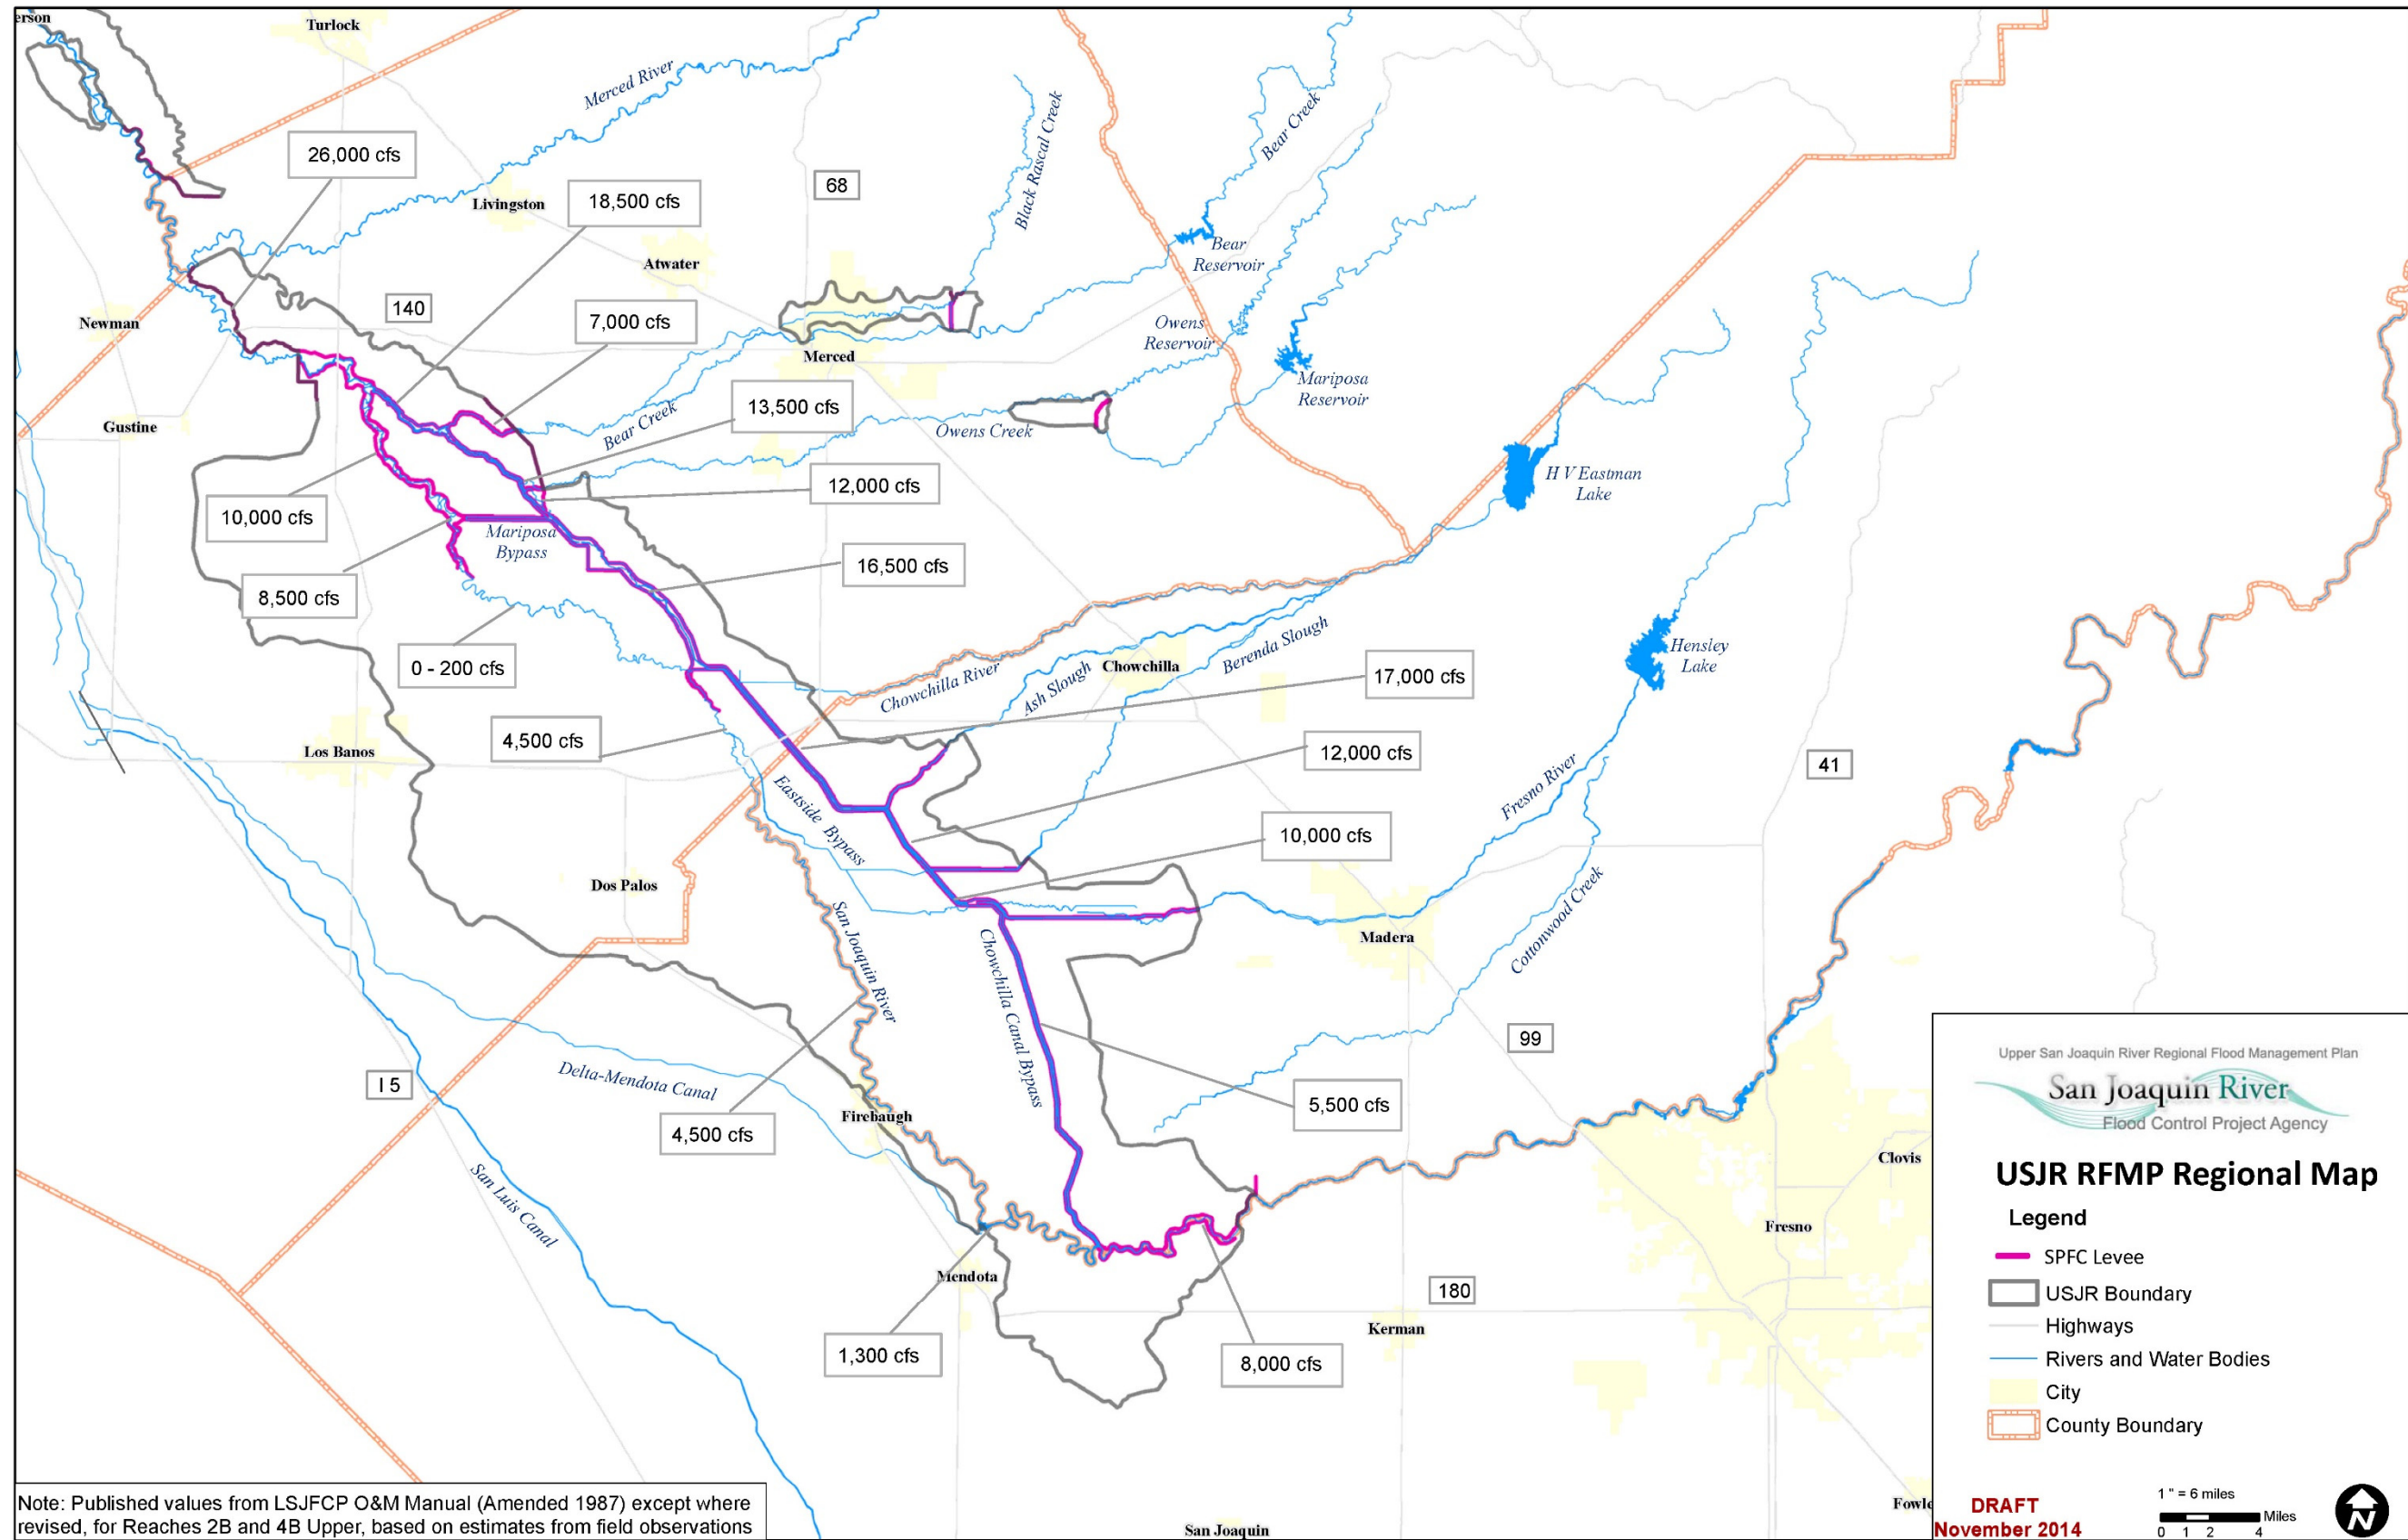 erson
Turlock
Merced River
Black Rascal Creek
Bear Creek
26,000 cfs
18,500 cfs
68
Livingston
Atwater
Bear
Reservoir
140
7,000 cfs
Newman
Merced
Owens
Reservoir
Mariposa
Reservoir
Gustine
13,500 cfs
Bear Creek
Owens Creek
12,000 cfs
H V Eastman
Lake
10,000 cfs
Mariposa
Bypass
16,500 cfs
8,500 cfs
0 - 200 cfs
Chowchilla River
Ash Slough
Chowchilla
Berenda Slough
Hensley
Lake
17,000 cfs
4,500 cfs
Los Banos
12,000 cfs
41
Eastside Bypass
Fresno River
10,000 cfs
Dos Palos
San Joaquin River
Madera
Cottonwood Creek
Chowchilla Canal Bypass
99
Delta-Mendota Canal
I 5
Firebaugh
5,500 cfs
4,500 cfs
San Luis Canal
Clovis
Fresno
Mendota
180
Kerman
1,300 cfs
8,000 cfs
San Joaquin
Fowle
Upper San Joaquin River Regional Flood Management Plan
San Joaquin River
Flood Control Project Agency
USJR RFMP Regional Map
Legend
SPFC Levee
USJR Boundary
Highways
Rivers and Water Bodies
City
County Boundary
DRAFT
November 2014
1 " = 6 miles
Miles
0 1 2 4
N
Note: Published values from LSJFCP O&M Manual (Amended 1987) except where
revised, for Reaches 2B and 4B Upper, based on estimates from field observations